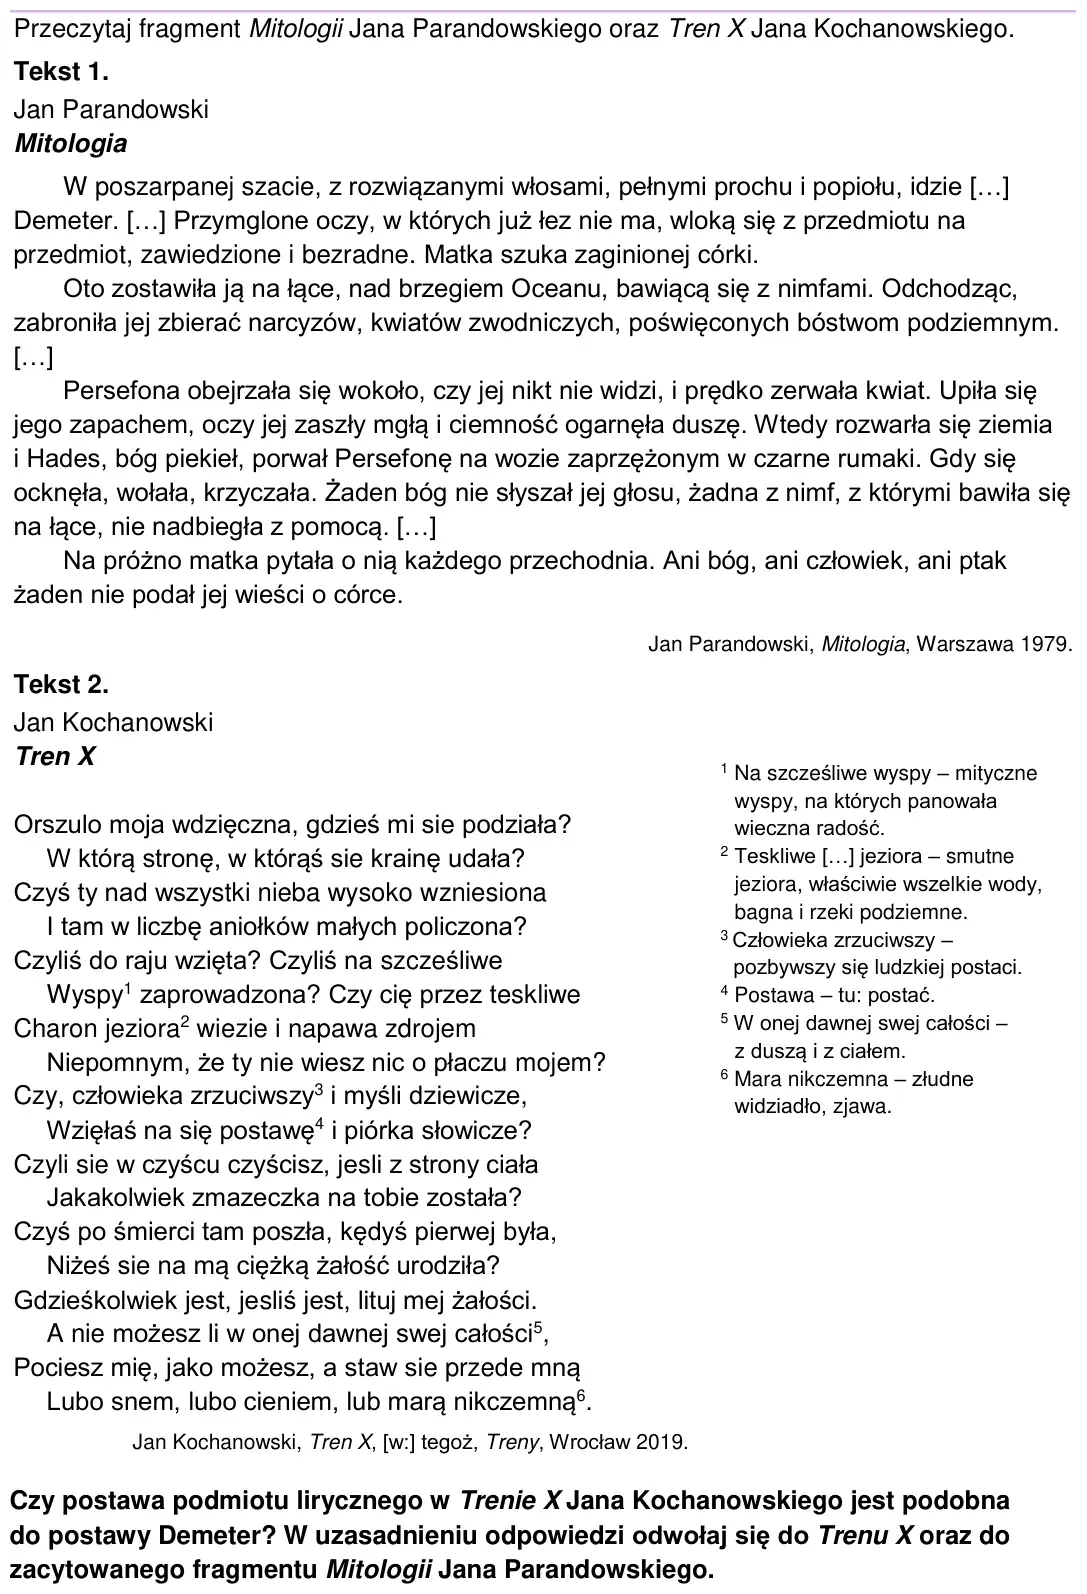 Przeczytaj fragment Mitologii Jana Parandowskiego oraz Tren X Jana Kochanowskiego.
Tekst 1.
Jan Parandowski
Mitologia
W poszarpanej szacie, z rozwiązanymi włosami, pełnymi prochu i popiołu, idzie […]
Demeter. […] Przymglone oczy, w których już łez nie ma, wloką się z przedmiotu na
przedmiot, zawiedzione i bezradne. Matka szuka zaginionej córki.
Oto zostawiła ją na łące, nad brzegiem Oceanu, bawiącą się z nimfami. Odchodząc,
zabroniła jej zbierać narcyzów, kwiatów zwodniczych, poświęconych bóstwom podziemnym.
[…]
Persefona obejrzała się wokoło, czy jej nikt nie widzi, i prędko zerwała kwiat. Upiła się
jego zapachem, oczy jej zaszły mgłą i ciemność ogarnęła duszę. Wtedy rozwarła się ziemia
i Hades, bóg piekieł, porwał Persefonę na wozie zaprzężonym w czarne rumaki. Gdy się
ocknęła, wołała, krzyczała. Żaden bóg nie słyszał jej głosu, żadna z nimf, z którymi bawiła się
na łące, nie nadbiegła z pomocą. […]
Na próżno matka pytała o nią każdego przechodnia. Ani bóg, ani człowiek, ani ptak
żaden nie podał jej wieści o córce.
Jan Parandowski, Mitologia, Warszawa 1979.
Tekst 2.
Jan Kochanowski
Tren X
Orszulo moja wdzięczna, gdzieś mi sie podziała?
W którą stronę, w którąś sie krainę udała?
Czyś ty nad wszystki nieba wysoko wzniesiona
I tam w liczbę aniołków małych policzona?
Czyliś do raju wzięta? Czyliś na szcześliwe
Wyspy1 zaprowadzona? Czy cię przez teskliwe
Charon jeziora2 wiezie i napawa zdrojem
Niepomnym, że ty nie wiesz nic o płaczu mojem?
Czy, człowieka zrzuciwszy3 i myśli dziewicze,
Wzięłaś na się postawę4 i piórka słowicze?
Czyli sie w czyścu czyścisz, jesli z strony ciała
Jakakolwiek zmazeczka na tobie została?
Czyś po śmierci tam poszła, kędyś pierwej była,
Niżeś sie na mą ciężką żałość urodziła?
Gdzieśkolwiek jest, jesliś jest, lituj mej żałości.
A nie możesz li w onej dawnej swej całości5,
Pociesz mię, jako możesz, a staw sie przede mną
Lubo snem, lubo cieniem, lub marą nikczemną6.
Jan Kochanowski, Tren X, [w:] tegoż, Treny, Wrocław 2019.
1 Na szcześliwe wyspy – mityczne
wyspy, na których panowała
wieczna radość.
2 Teskliwe […] jeziora – smutne
jeziora, właściwie wszelkie wody,
bagna i rzeki podziemne.
3 Człowieka zrzuciwszy –
pozbywszy się ludzkiej postaci.
4 Postawa – tu: postać.
5 W onej dawnej swej całości –
z duszą i z ciałem.
6 Mara nikczemna – złudne
widziadło, zjawa.
Czy postawa podmiotu lirycznego w Trenie X Jana Kochanowskiego jest podobna
do postawy Demeter? W uzasadnieniu odpowiedzi odwołaj się do Trenu X oraz do
zacytowanego fragmentu Mitologii Jana Parandowskiego.